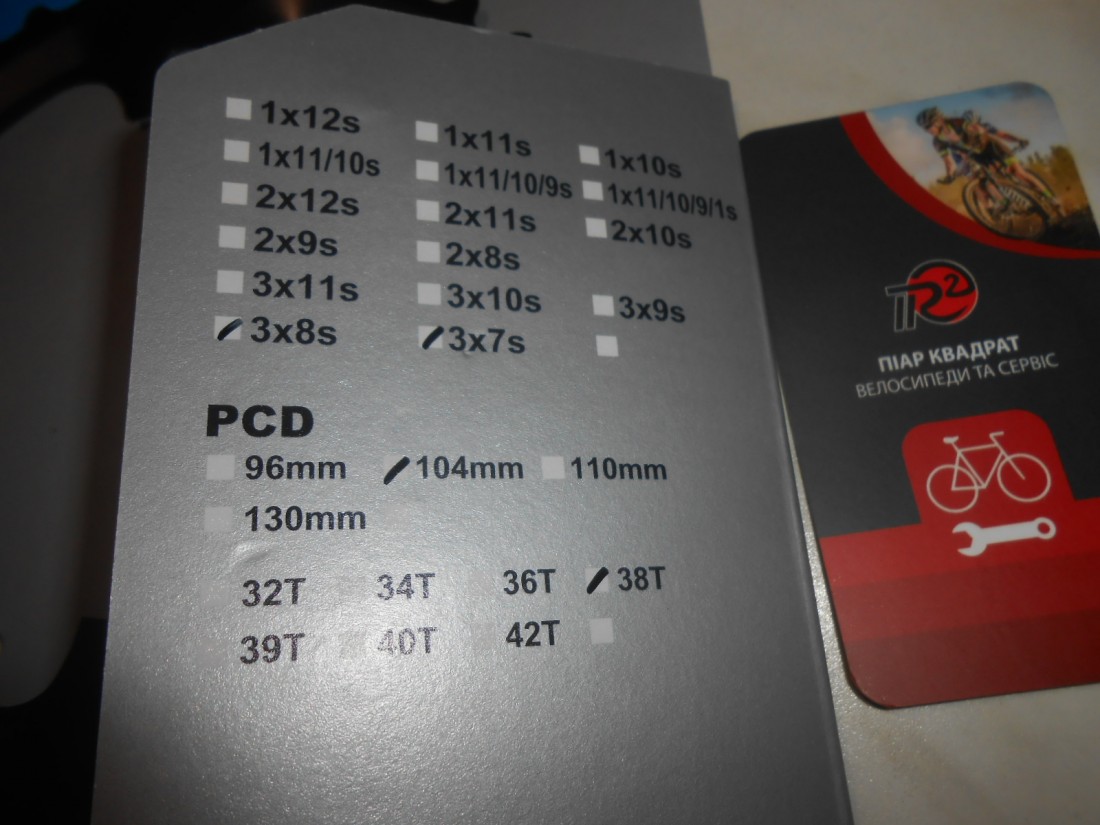 1x12s 1x11s 1x10s
1x11/10s 1x11/10/9s 1x11/10/9/1s
2x12s 2x11s 2x10s
2x9s 2x8s
3x11s 3x10s 3x9s
3x8s 3x7s
PCD
96mm 104mm 110mm
130mm
32T 34T 36T 38T
39T 40T 42T
ПR2
ПІАР КВАДРАТ
ВЕЛОСИПЕДИ ТА СЕРВІС